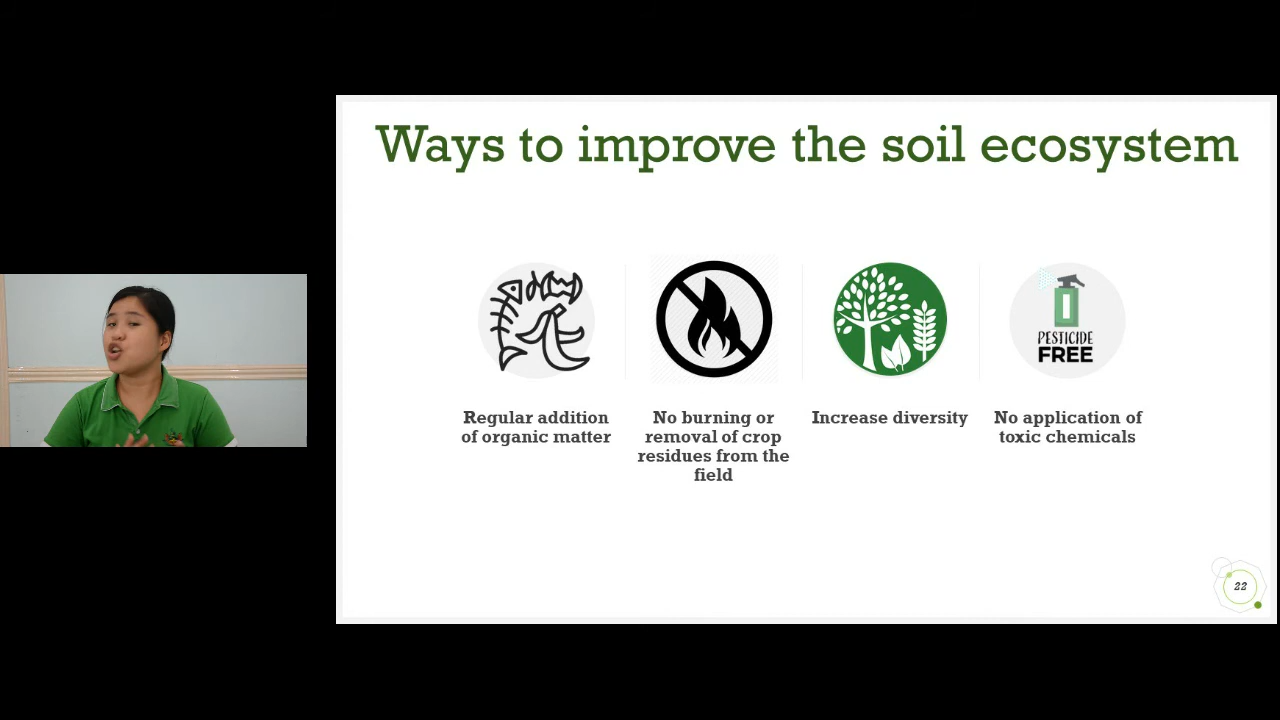 Ways to improve the soil ecosystem
PESTICIDE
FREE
Regular addition
of organic matter
No burning or
removal of crop
residues from the
field
Increase diversity
No application of
toxic chemicals
22